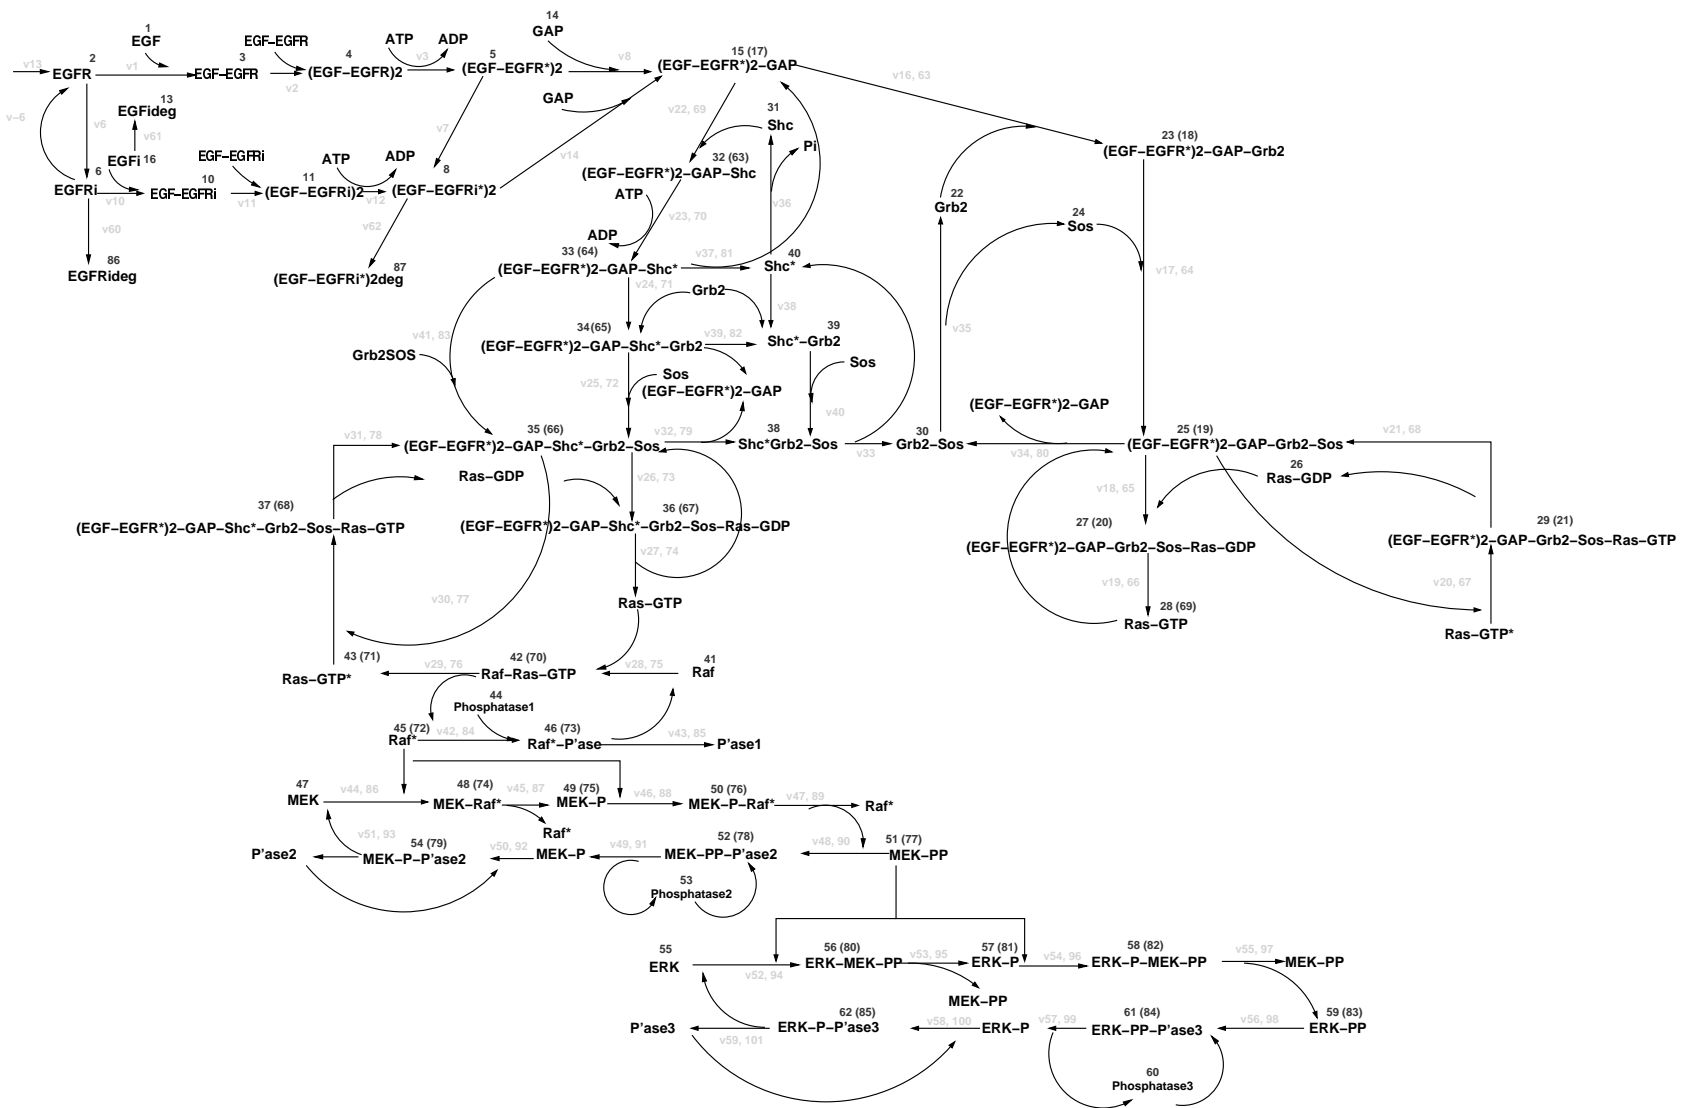 1
EGF
EGF–EGFR
ATP
ADP
14
GAP
v13
2
EGFR
v1
3
EGF–EGFR
v2
4
(EGF–EGFR)2
v3
5
(EGF–EGFR*)2
v8
15 (17)
(EGF–EGFR*)2–GAP
v16, 63
GAP
v22, 69
31
Shc
13
EGFideg
v–6
v6
v61
v7
Pi
23 (18)
(EGF–EGFR*)2–GAP–Grb2
EGFi
16
EGF–EGFRi
ATP
ADP
v14
32 (63)
(EGF–EGFR*)2–GAP–Shc
6
EGFRi
v10
10
EGF–EGFRi
v11
11
(EGF–EGFRi)2
v12
8
(EGF–EGFRi*)2
ATP
v23, 70
v36
22
Grb2
24
Sos
v60
v62
ADP
86
EGFRideg
87
(EGF–EGFRi*)2deg
33 (64)
(EGF–EGFR*)2–GAP–Shc*
v37, 81
40
Shc*
v17, 64
v24, 71
Grb2
v38
v35
v41, 83
34(65)
(EGF–EGFR*)2–GAP–Shc*–Grb2
v39, 82
39
Shc*–Grb2
Grb2SOS
v25, 72
Sos
Sos
(EGF–EGFR*)2–GAP
(EGF–EGFR*)2–GAP
v40
v31, 78
35 (66)
(EGF–EGFR*)2–GAP–Shc*–Grb2–Sos
v32, 79
38
Shc*Grb2–Sos
v33
30
Grb2–Sos
v34, 80
25 (19)
(EGF–EGFR*)2–GAP–Grb2–Sos
v21, 68
Ras–GDP
v26, 73
v18, 65
26
Ras–GDP
37 (68)
(EGF–EGFR*)2–GAP–Shc*–Grb2–Sos–Ras–GTP
36 (67)
(EGF–EGFR*)2–GAP–Shc*–Grb2–Sos–Ras–GDP
27 (20)
(EGF–EGFR*)2–GAP–Grb2–Sos–Ras–GDP
29 (21)
(EGF–EGFR*)2–GAP–Grb2–Sos–Ras–GTP
v27, 74
v19, 66
v20, 67
v30, 77
Ras–GTP
28 (69)
Ras–GTP
Ras–GTP*
43 (71)
Ras–GTP*
v29, 76
42 (70)
Raf–Ras–GTP
v28, 75
41
Raf
44
Phosphatase1
45 (72)
Raf*
v42, 84
46 (73)
Raf*–P'ase
v43, 85
P'ase1
47
MEK
v44, 86
48 (74)
MEK–Raf*
v45, 87
49 (75)
MEK–P
v46, 88
50 (76)
MEK–P–Raf*
v47, 89
Raf*
Raf*
P'ase2
v51, 93
54 (79)
MEK–P–P'ase2
v50, 92
MEK–P
v49, 91
52 (78)
MEK–PP–P'ase2
v48, 90
51 (77)
MEK–PP
53
Phosphatase2
55
ERK
v52, 94
56 (80)
ERK–MEK–PP
v53, 95
57 (81)
ERK–P
v54, 96
58 (82)
ERK–P–MEK–PP
v55, 97
MEK–PP
MEK–PP
P'ase3
v59, 101
62 (85)
ERK–P–P'ase3
v58, 100
ERK–P
v57, 99
61 (84)
ERK–PP–P'ase3
v56, 98
59 (83)
ERK–PP
60
Phosphatase3